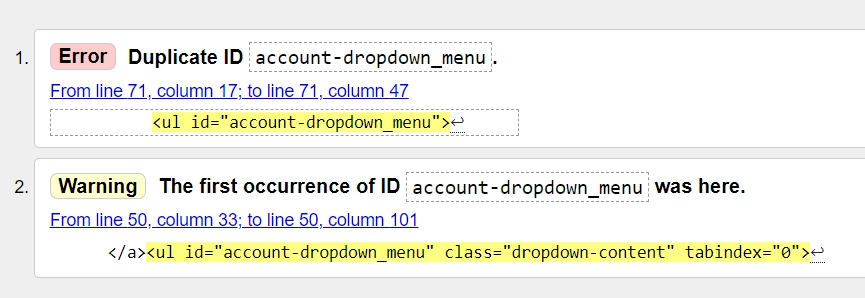 1. Error Duplicate ID account-dropdown_menu.
From line 71, column 17; to line 71, column 47
<ul id="account-dropdown_menu">↩
2. Warning The first occurrence of ID account-dropdown_menu was here.
From line 50, column 33; to line 50, column 101
</a><ul id="account-dropdown_menu" class="dropdown-content" tabindex="0">↩